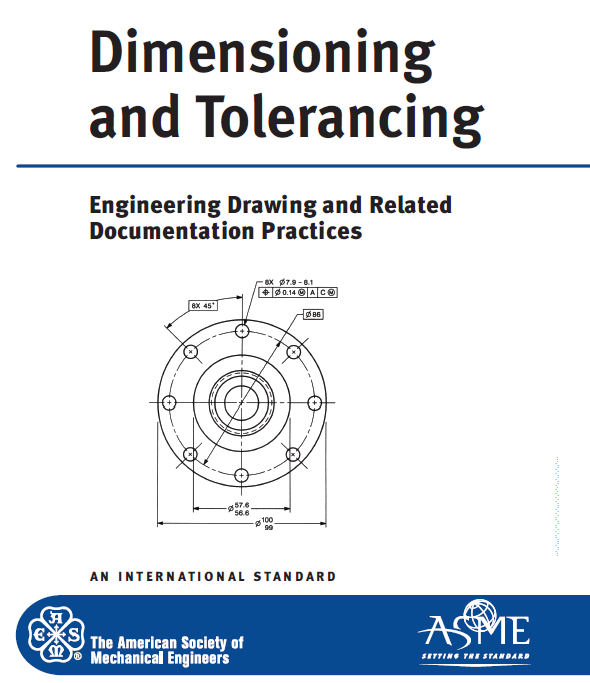 Dimensioning
and Tolerancing
Engineering Drawing and Related
Documentation Practices
8X Ø7.9 - 8.1
⌖ Ø 0.14 Ⓜ A C Ⓜ
8X 45°
Ø86
Ø 57.6
56.6
Ø 100
99
AN INTERNATIONAL STANDARD
A
E S
M ®
The American Society of
Mechanical Engineers
ASME
SETTING THE STANDARD